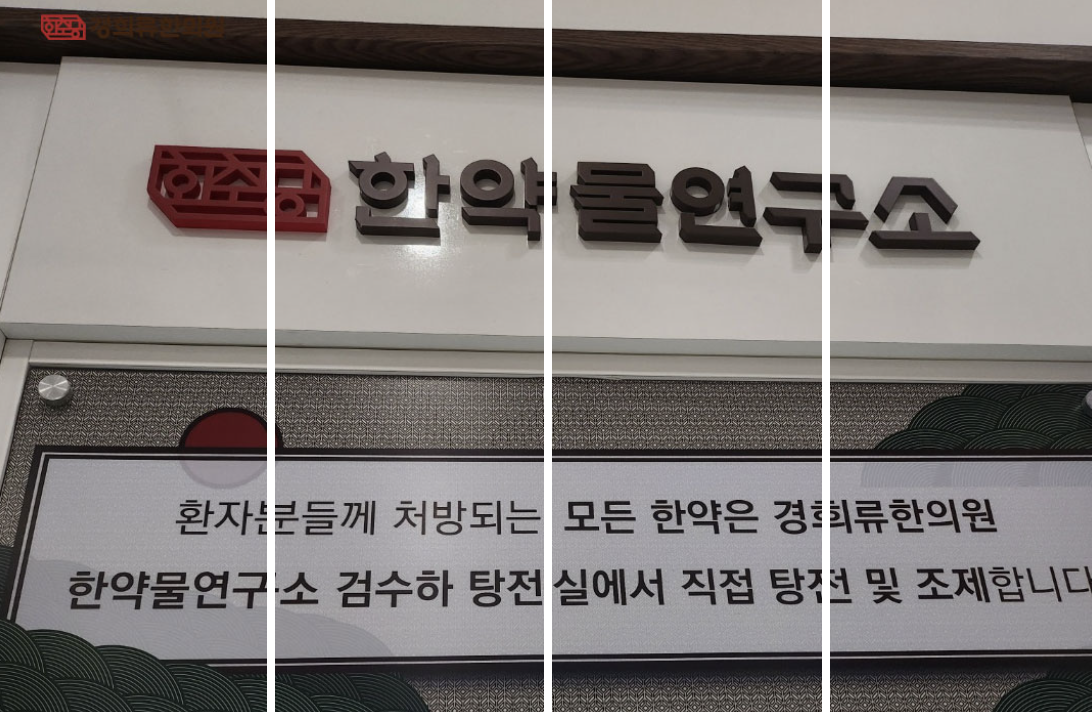 경희류한의원
한약물연구소
환자분들께 처방되는 모든 한약은 경희류한의원
한약물연구소 검수하 탕전실에서 직접 탕전 및 조제합니다